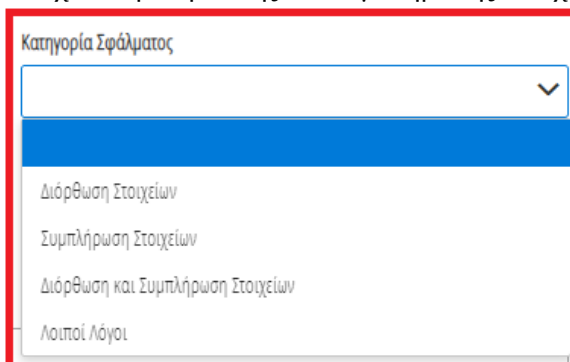 Κατηγορία Σφάλματος
Διόρθωση Στοιχείων
Συμπλήρωση Στοιχείων
Διόρθωση και Συμπλήρωση Στοιχείων
Λοιποί Λόγοι